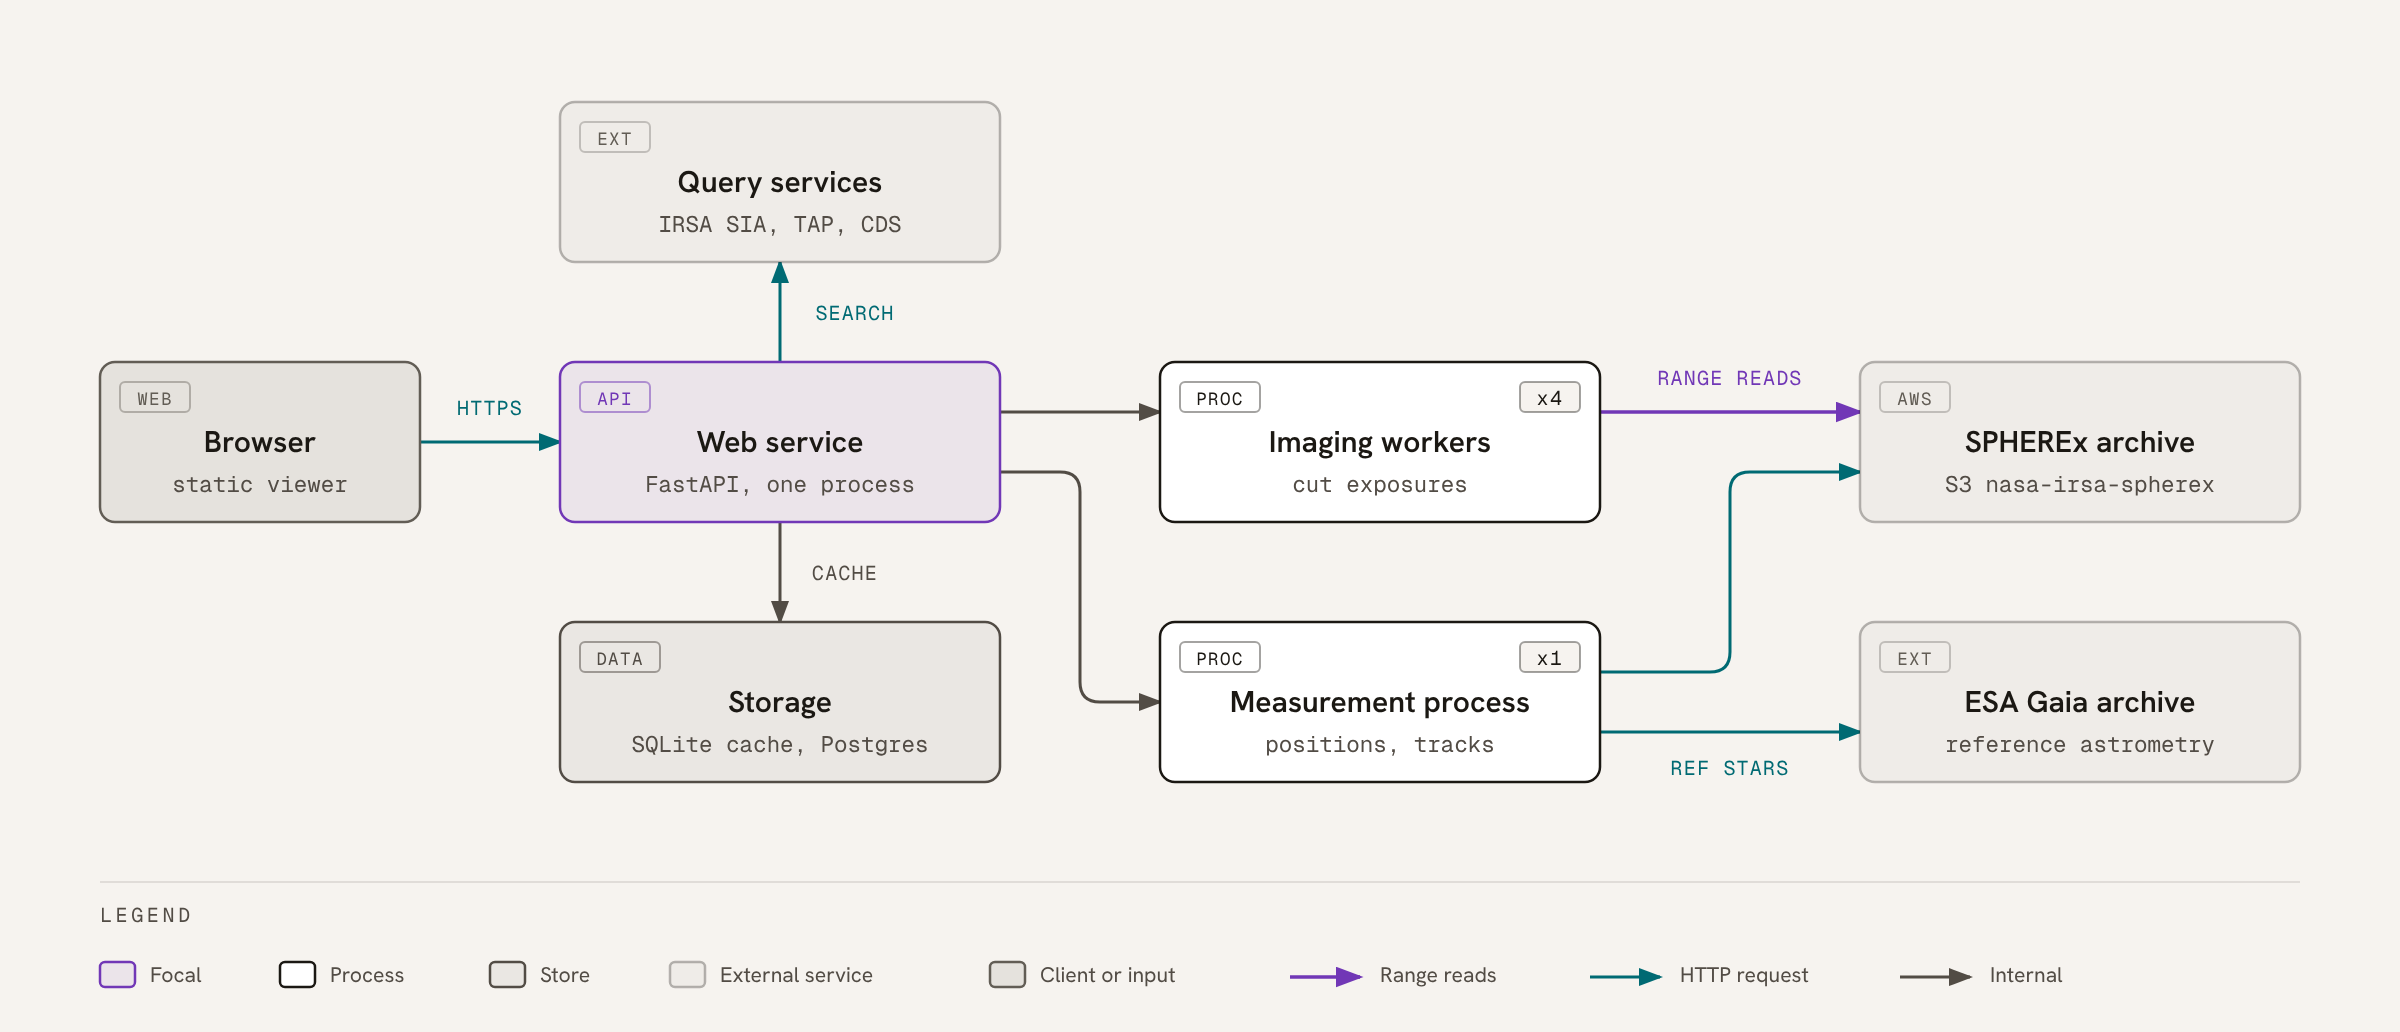 EXT
Query services
IRSA SIA, TAP, CDS
SEARCH
WEB
Browser
static viewer
HTTPS
API
Web service
FastAPI, one process
PROC
x4
Imaging workers
cut exposures
RANGE READS
AWS
SPHEREx archive
S3 nasa-irsa-spherex
CACHE
DATA
Storage
SQLite cache, Postgres
PROC
x1
Measurement process
positions, tracks
REF STARS
EXT
ESA Gaia archive
reference astrometry
LEGEND
Focal
Process
Store
External service
Client or input
Range reads
HTTP request
Internal